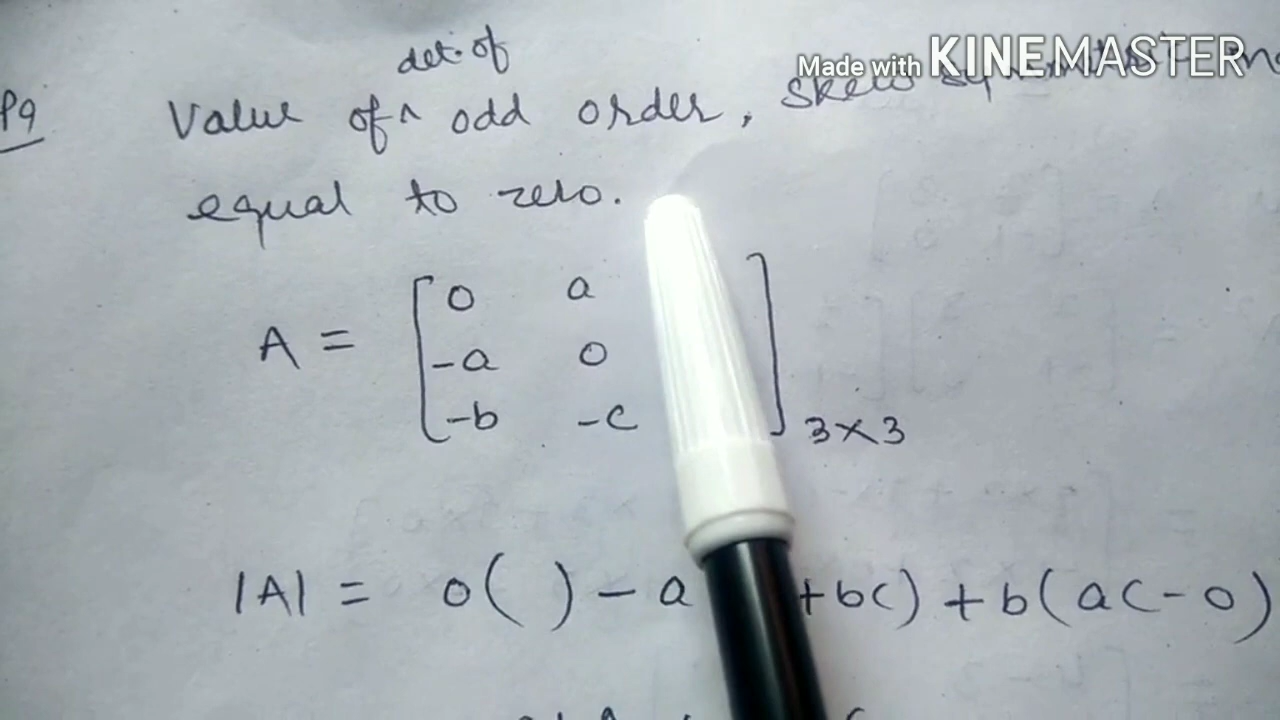 Made with KINEMASTER
P9
det. of
Value of ^ odd order, skew
equal to zero.
A = [ 0 a
-a 0
-b -c ] 3×3
|A| = 0( ) - a +bc) + b(ac-0)